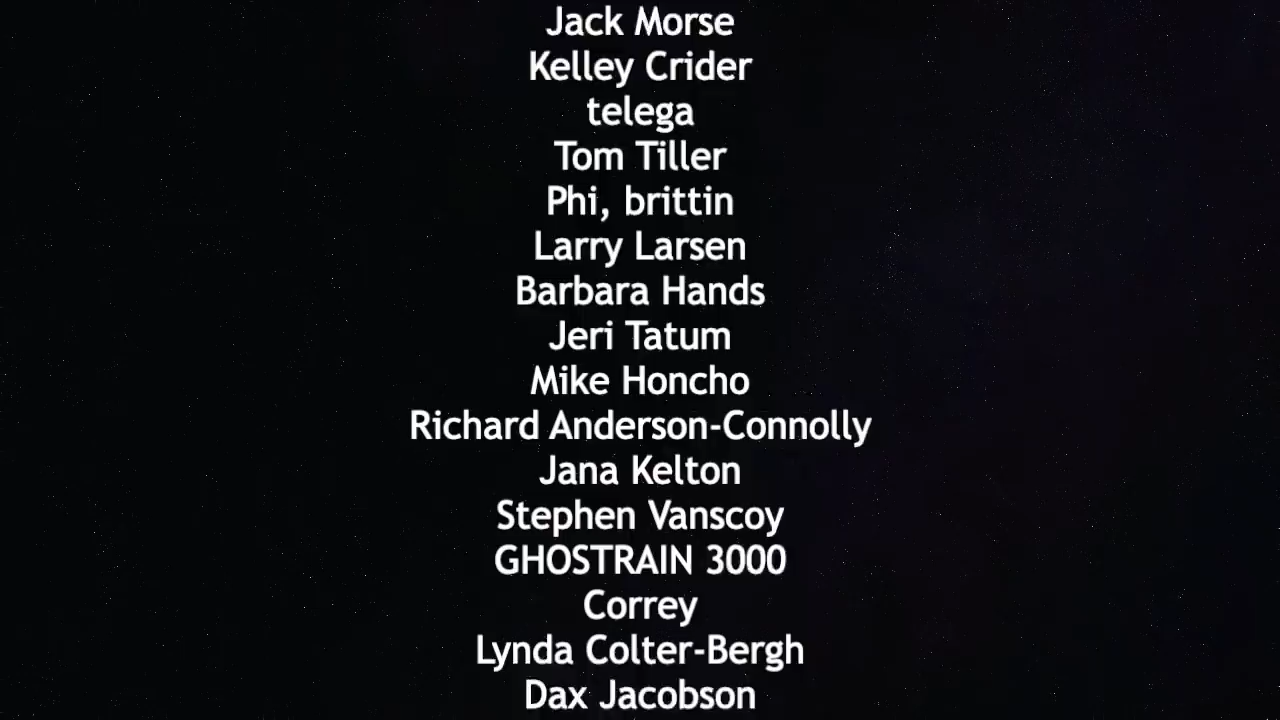 Jack Morse
Kelley Crider
telega
Tom Tiller
Phi, brittin
Larry Larsen
Barbara Hands
Jeri Tatum
Mike Honcho
Richard Anderson-Connolly
Jana Kelton
Stephen Vanscoy
GHOSTRAIN 3000
Correy
Lynda Colter-Bergh
Dax Jacobson